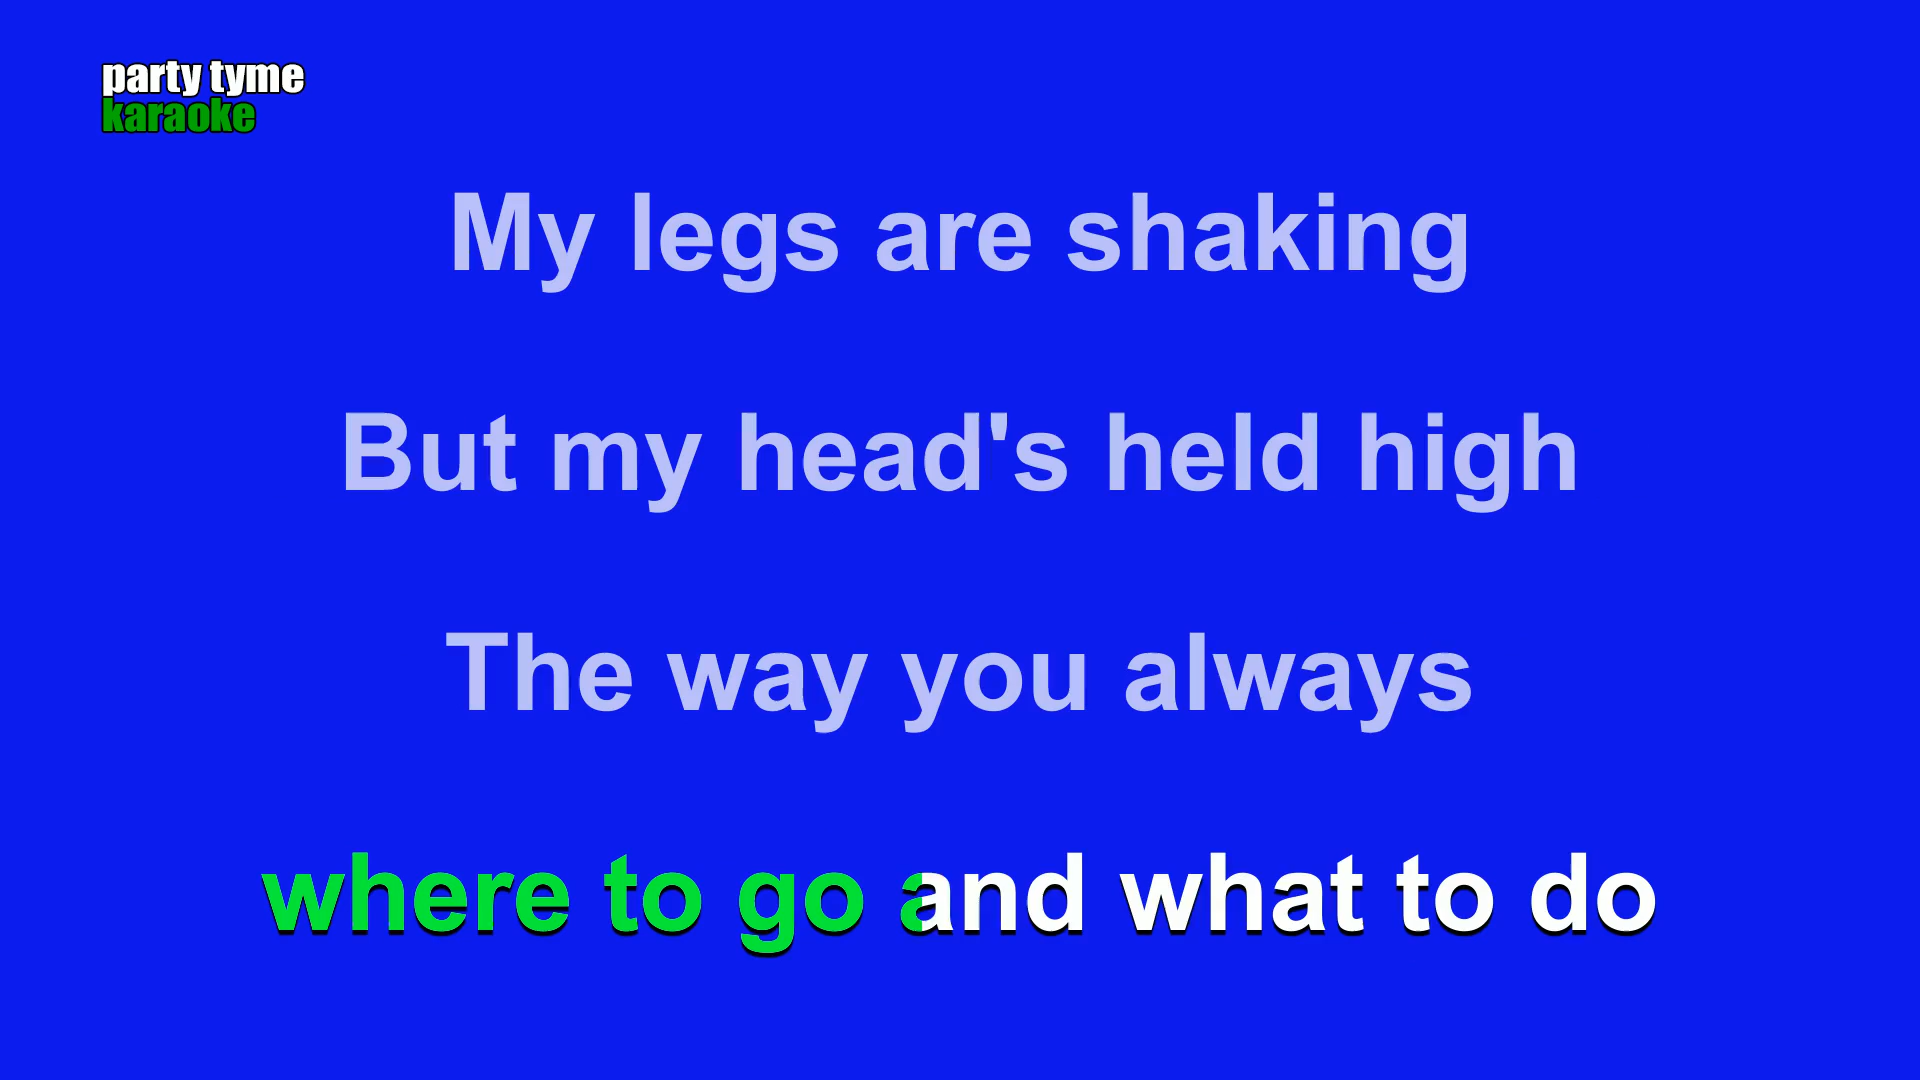 party tyme
karaoke
My legs are shaking
But my head's held high
The way you always
where to go and what to do